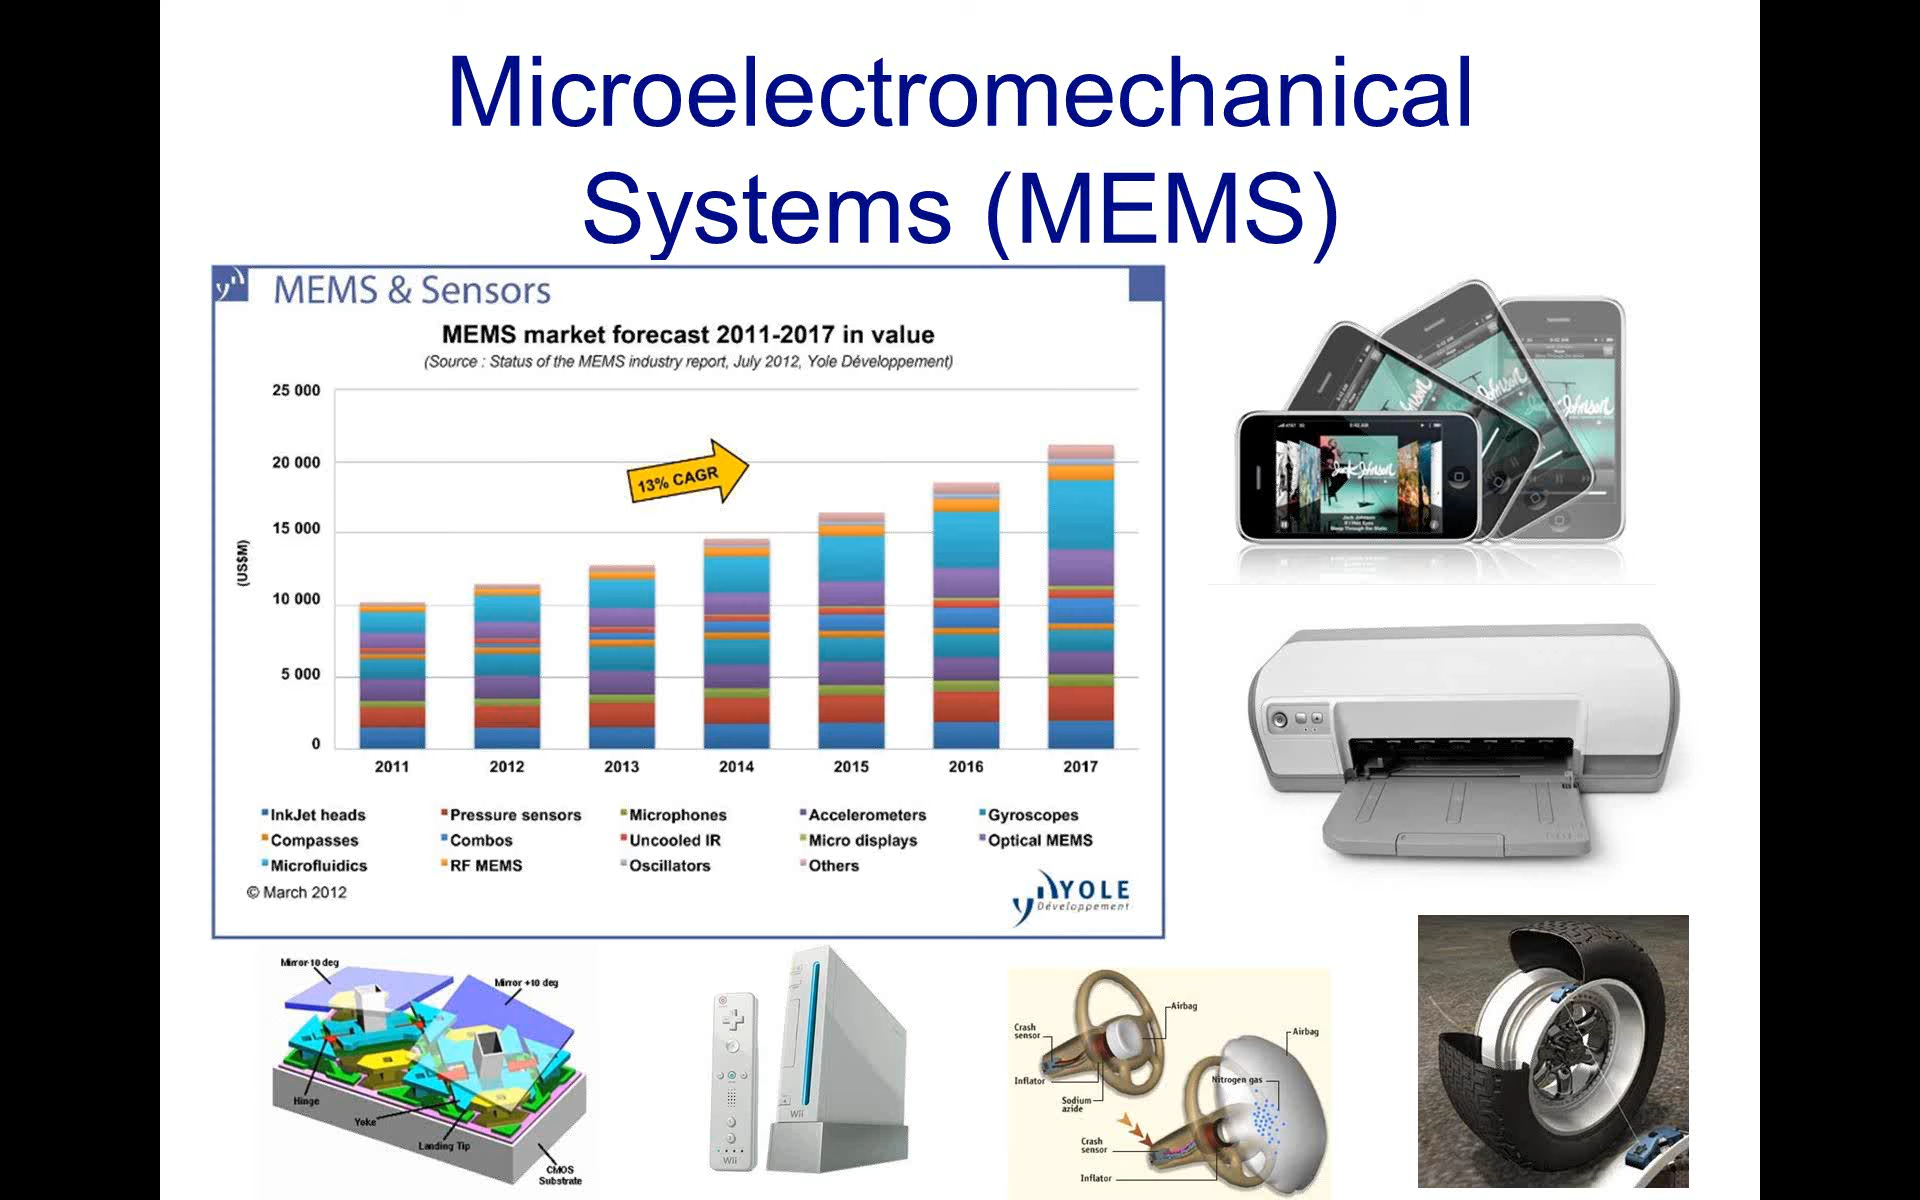 Microelectromechanical
Systems (MEMS)
MEMS & Sensors
MEMS market forecast 2011-2017 in value
(Source : Status of the MEMS industry report, July 2012, Yole Développement)
25 000
20 000
15 000
10 000
5 000
0
(US$M)
13% CAGR
2011 2012 2013 2014 2015 2016 2017
InkJet heads Pressure sensors Microphones Accelerometers Gyroscopes
Compasses Combos Uncooled IR Micro displays Optical MEMS
Microfluidics RF MEMS Oscillators Others
© March 2012
YOLE
Développement
Jack Johnson
Mirror-10 deg
Mirror +10 deg
Hinge
Yoke
Landing Tip
CMOS
Substrate
Wii
Wii
Crash
sensor
Airbag
Inflator
Sodium
azide
Airbag
Nitrogen gas
Crash
sensor
Inflator